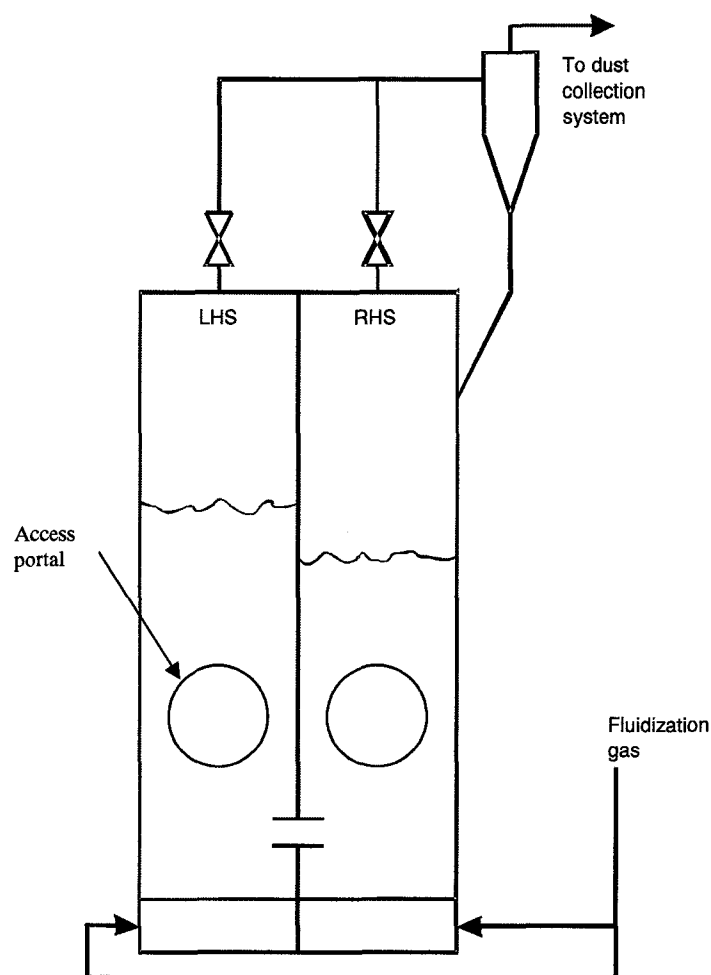 To dust
collection
system
LHS
RHS
Access
portal
Fluidization
gas